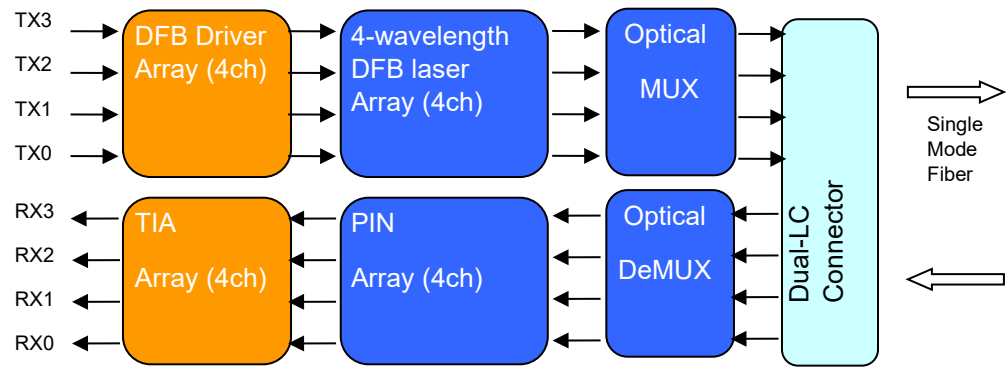 TX3
TX2
TX1
TX0
DFB Driver
Array (4ch)
4-wavelength
DFB laser
Array (4ch)
Optical
MUX
Single
Mode
Fiber
RX3
RX2
RX1
RX0
TIA
Array (4ch)
PIN
Array (4ch)
Optical
DeMUX
Dual-LC
Connector